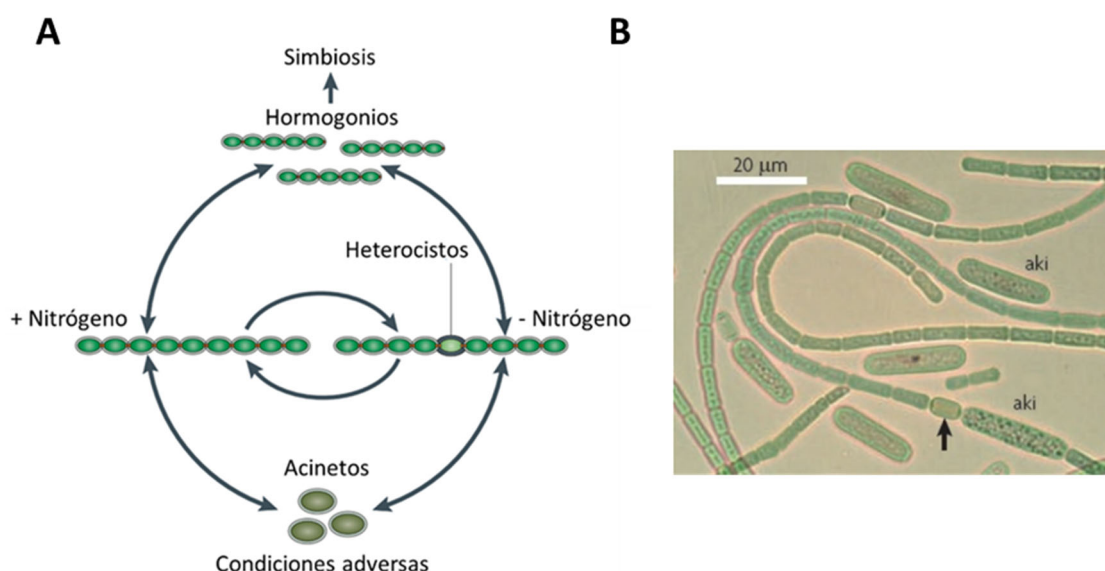 A
Simbiosis
Hormogonios
Heterocistos
+ Nitrógeno
- Nitrógeno
Acinetos
Condiciones adversas
B
20 μm
aki
aki